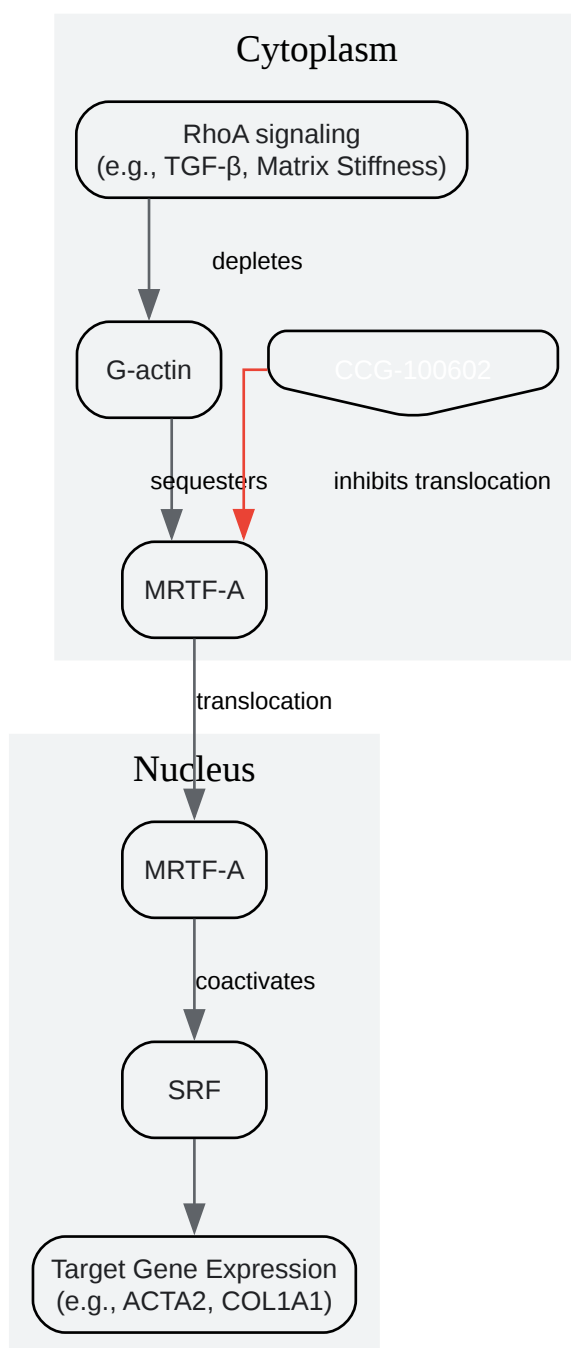 Cytoplasm
RhoA signaling
(e.g., TGF-β, Matrix Stiffness)
depletes
G-actin
CCG-100602
sequesters
inhibits translocation
MRTF-A
translocation
Nucleus
MRTF-A
coactivates
SRF
Target Gene Expression
(e.g., ACTA2, COL1A1)